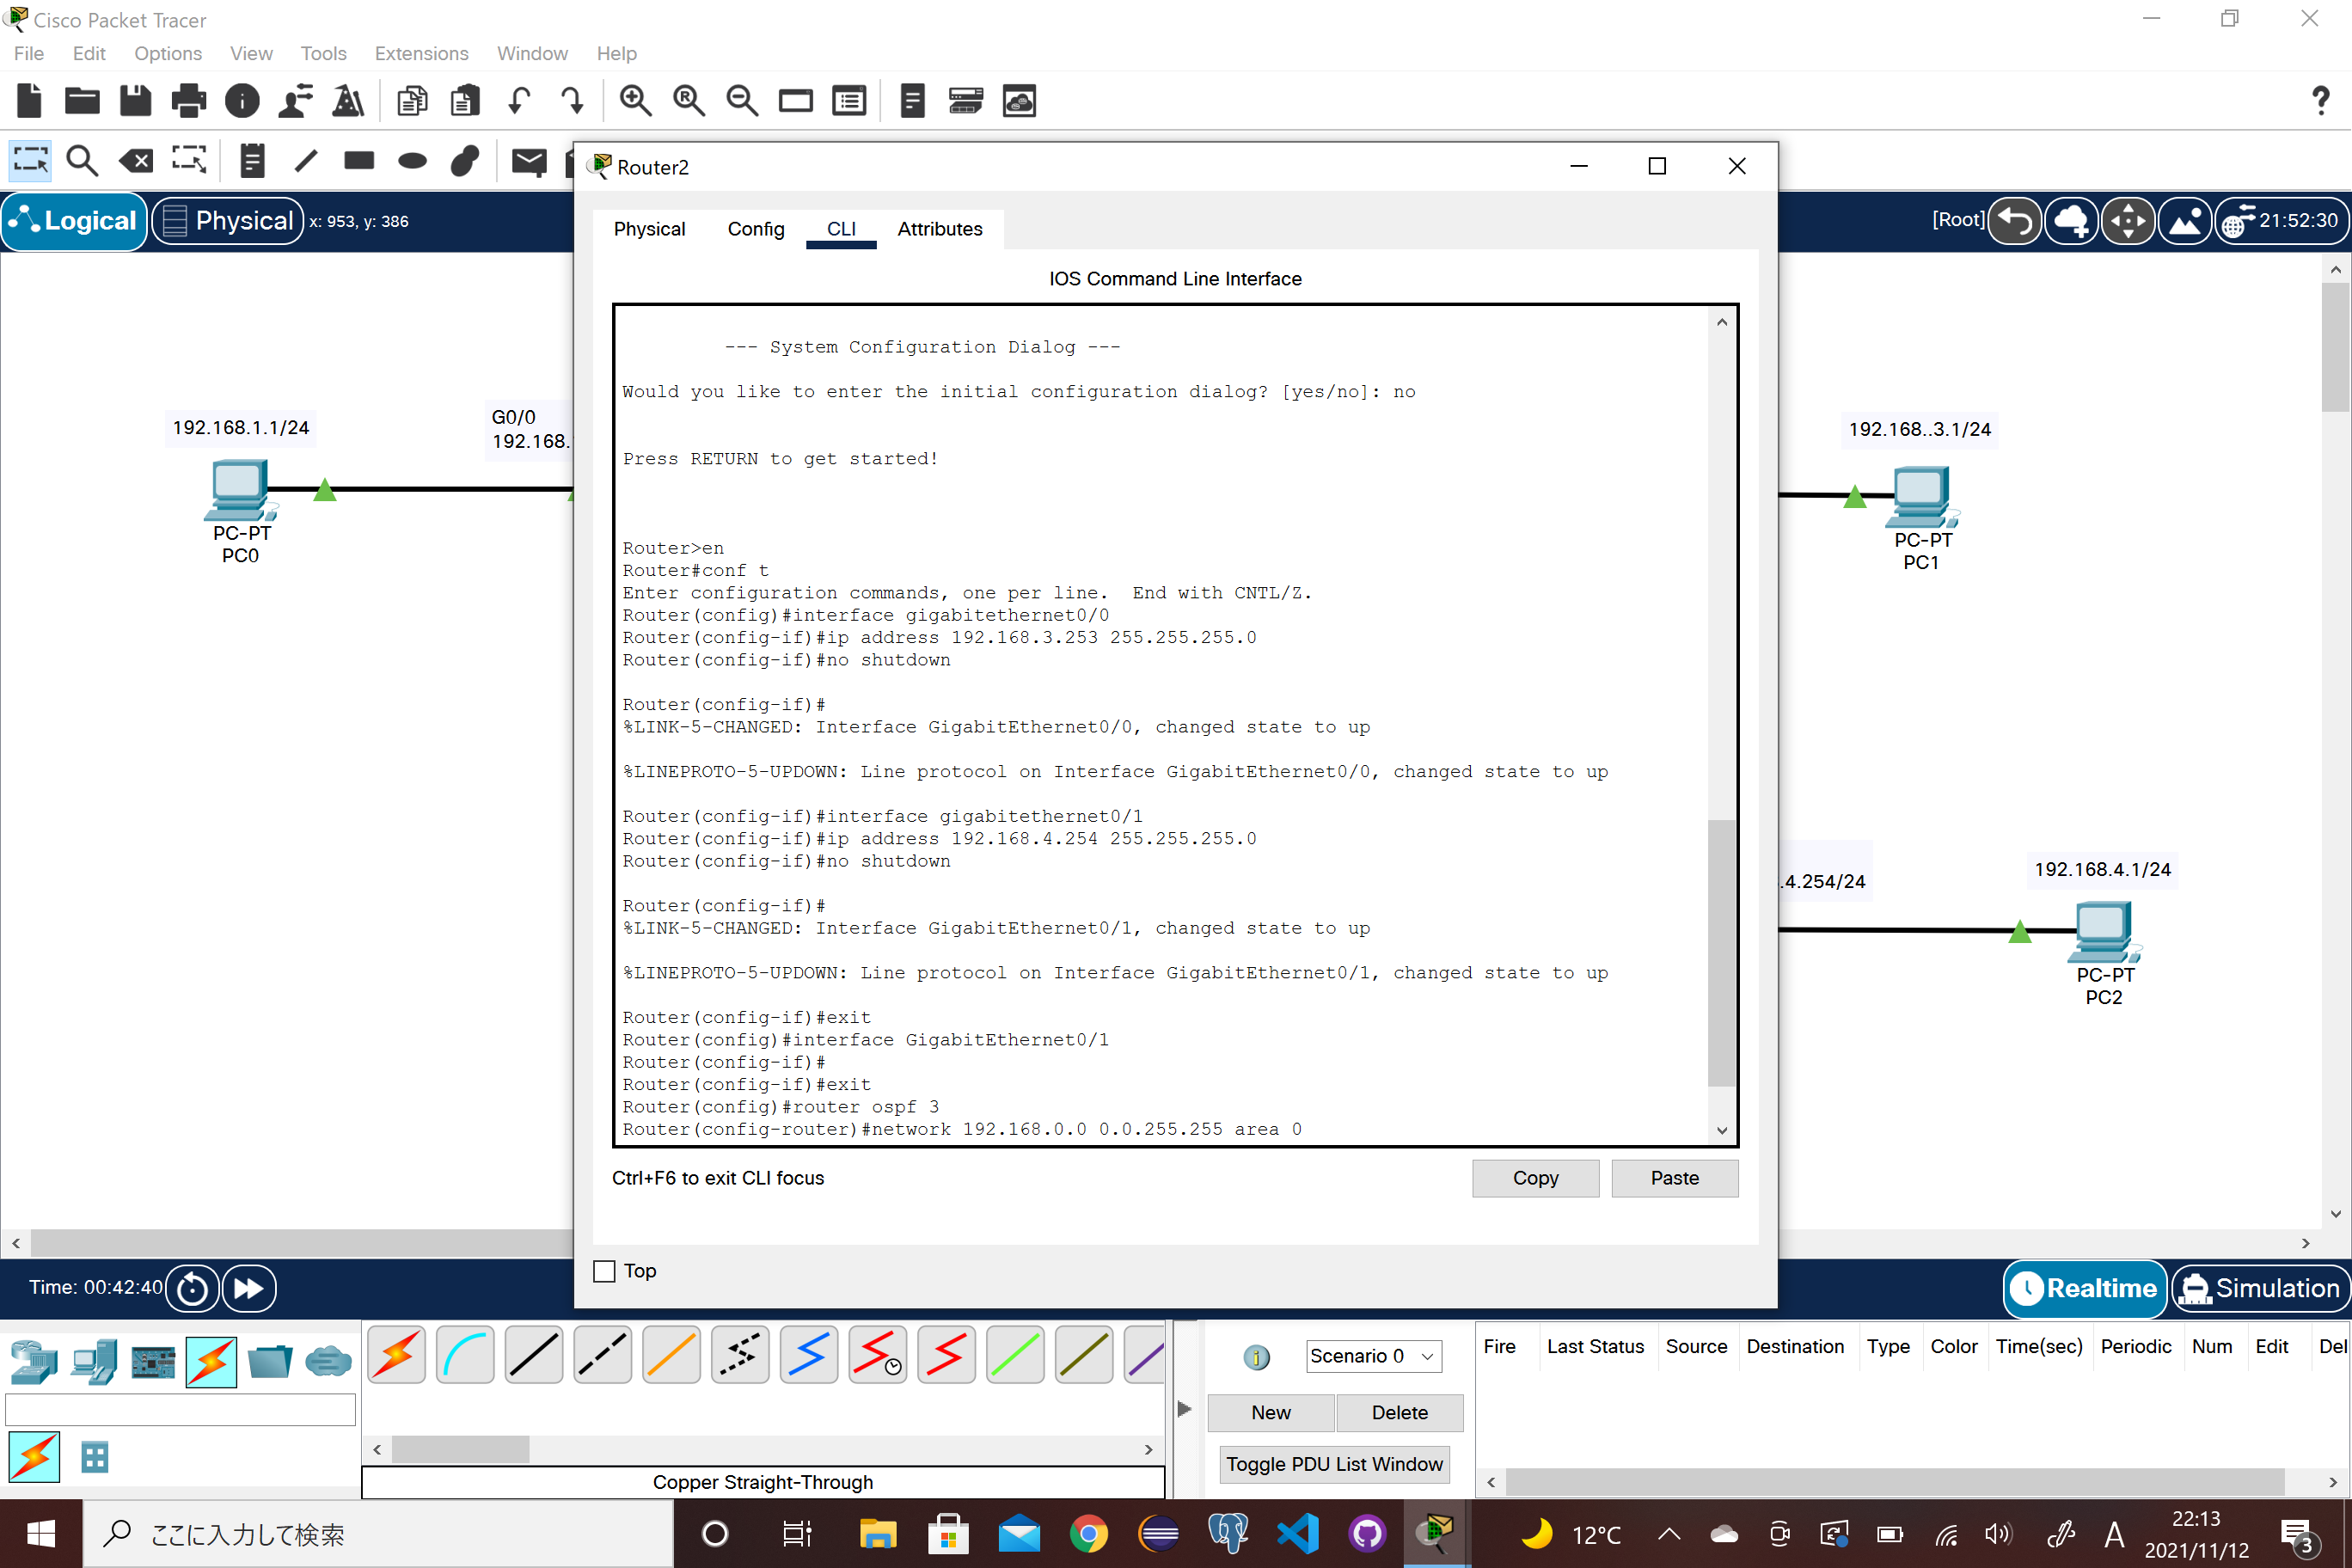 Cisco Packet Tracer
File Edit Options View Tools Extensions Window Help
Logical
Physical
x: 953, y: 386
[Root]
21:52:30
Router2
Physical Config CLI Attributes
IOS Command Line Interface
--- System Configuration Dialog ---
Would you like to enter the initial configuration dialog? [yes/no]: no
Press RETURN to get started!
Router>en
Router#conf t
Enter configuration commands, one per line.  End with CNTL/Z.
Router(config)#interface gigabitethernet0/0
Router(config-if)#ip address 192.168.3.253 255.255.255.0
Router(config-if)#no shutdown
Router(config-if)#
%LINK-5-CHANGED: Interface GigabitEthernet0/0, changed state to up
%LINEPROTO-5-UPDOWN: Line protocol on Interface GigabitEthernet0/0, changed state to up
Router(config-if)#interface gigabitethernet0/1
Router(config-if)#ip address 192.168.4.254 255.255.255.0
Router(config-if)#no shutdown
Router(config-if)#
%LINK-5-CHANGED: Interface GigabitEthernet0/1, changed state to up
%LINEPROTO-5-UPDOWN: Line protocol on Interface GigabitEthernet0/1, changed state to up
Router(config-if)#exit
Router(config)#interface GigabitEthernet0/1
Router(config-if)#
Router(config-if)#exit
Router(config)#router ospf 3
Router(config-router)#network 192.168.0.0 0.0.255.255 area 0
Ctrl+F6 to exit CLI focus
Copy
Paste
Top
192.168.1.1/24
PC-PT
PC0
G0/0
192.168.
192.168..3.1/24
PC-PT
PC1
.4.254/24
192.168.4.1/24
PC-PT
PC2
Time: 00:42:40
Realtime
Simulation
Copper Straight-Through
Scenario 0
New
Delete
Toggle PDU List Window
Fire Last Status Source Destination Type Color Time(sec) Periodic Num Edit Del
ここに入力して検索
12°C
A
22:13
2021/11/12
3